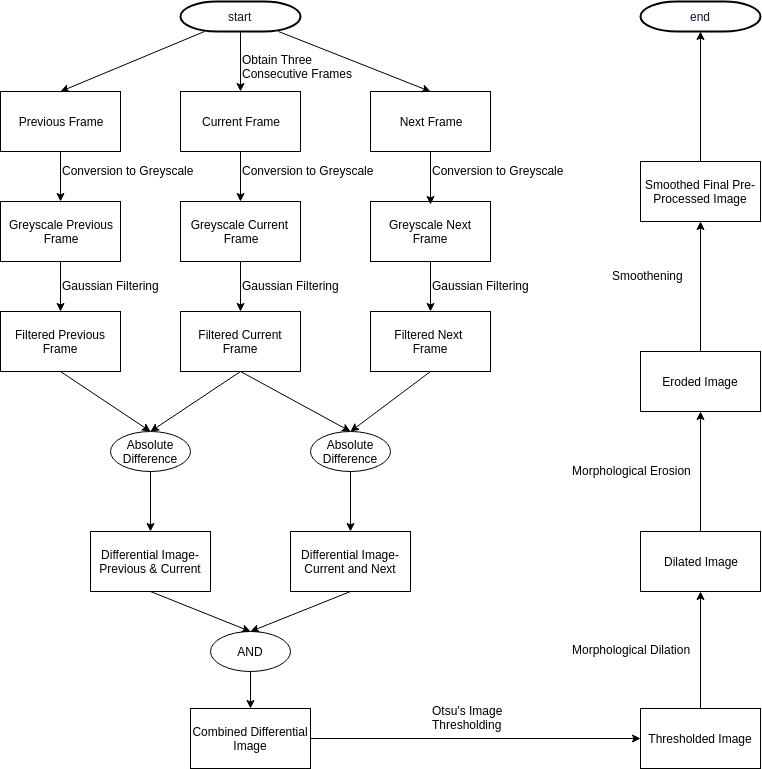 start
end
Obtain Three
Consecutive Frames
Previous Frame
Current Frame
Next Frame
Conversion to Greyscale
Conversion to Greyscale
Conversion to Greyscale
Greyscale Previous
Frame
Greyscale Current
Frame
Greyscale Next
Frame
Gaussian Filtering
Gaussian Filtering
Gaussian Filtering
Filtered Previous
Frame
Filtered Current
Frame
Filtered Next
Frame
Absolute
Difference
Absolute
Difference
Differential Image-
Previous & Current
Differential Image-
Current and Next
AND
Combined Differential
Image
Otsu's Image
Thresholding
Thresholded Image
Morphological Dilation
Dilated Image
Morphological Erosion
Eroded Image
Smoothening
Smoothed Final Pre-
Processed Image